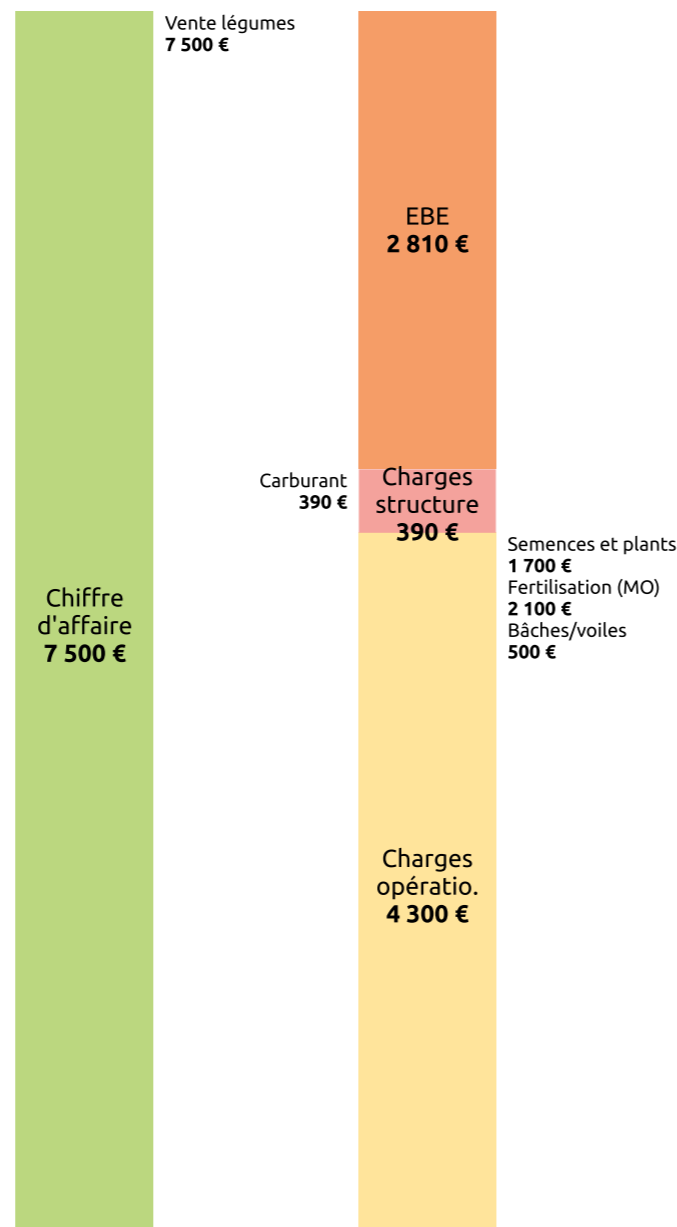 Vente légumes
7 500 €
EBE
2 810 €
Carburant
390 €
Charges
structure
390 €
Semences et plants
1 700 €
Fertilisation (MO)
2 100 €
Bâches/voiles
500 €
Chiffre
d'affaire
7 500 €
Charges
opératio.
4 300 €